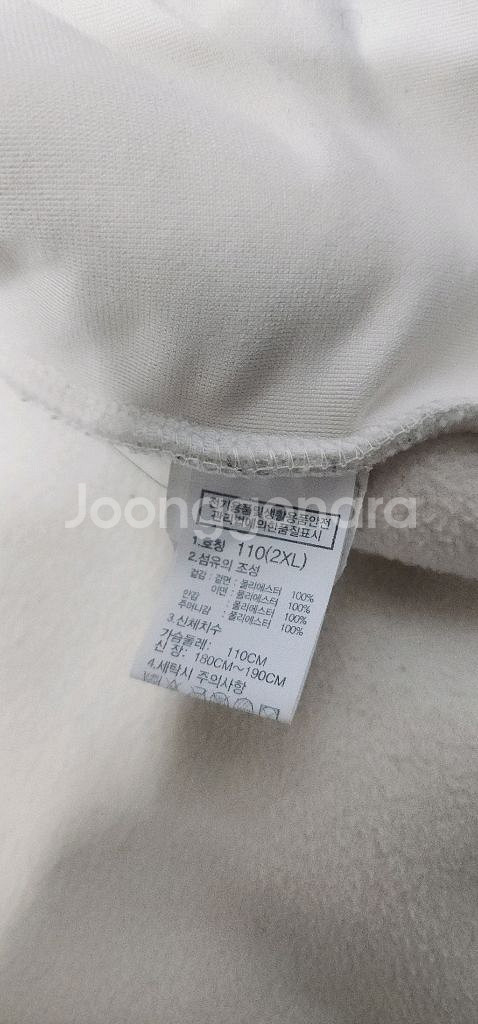 Joonggonara
전기용품및생활용품안전
관리법에의한품질표시
1.호칭 110(2XL)
2.섬유의 조성
겉감 : 겉면 : 폴리에스터 100%
이면 : 폴리에스터 100%
안감 : 폴리에스터 100%
주머니감 : 폴리에스터 100%
3.신체치수
가슴둘레: 110CM
신 장: 180CM~190CM
4.세탁시 주의사항